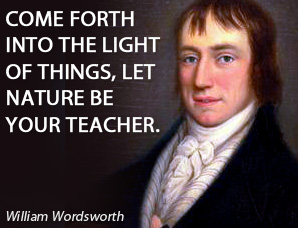 COME FORTH
INTO THE LIGHT
OF THINGS, LET
NATURE BE
YOUR TEACHER.
William Wordsworth